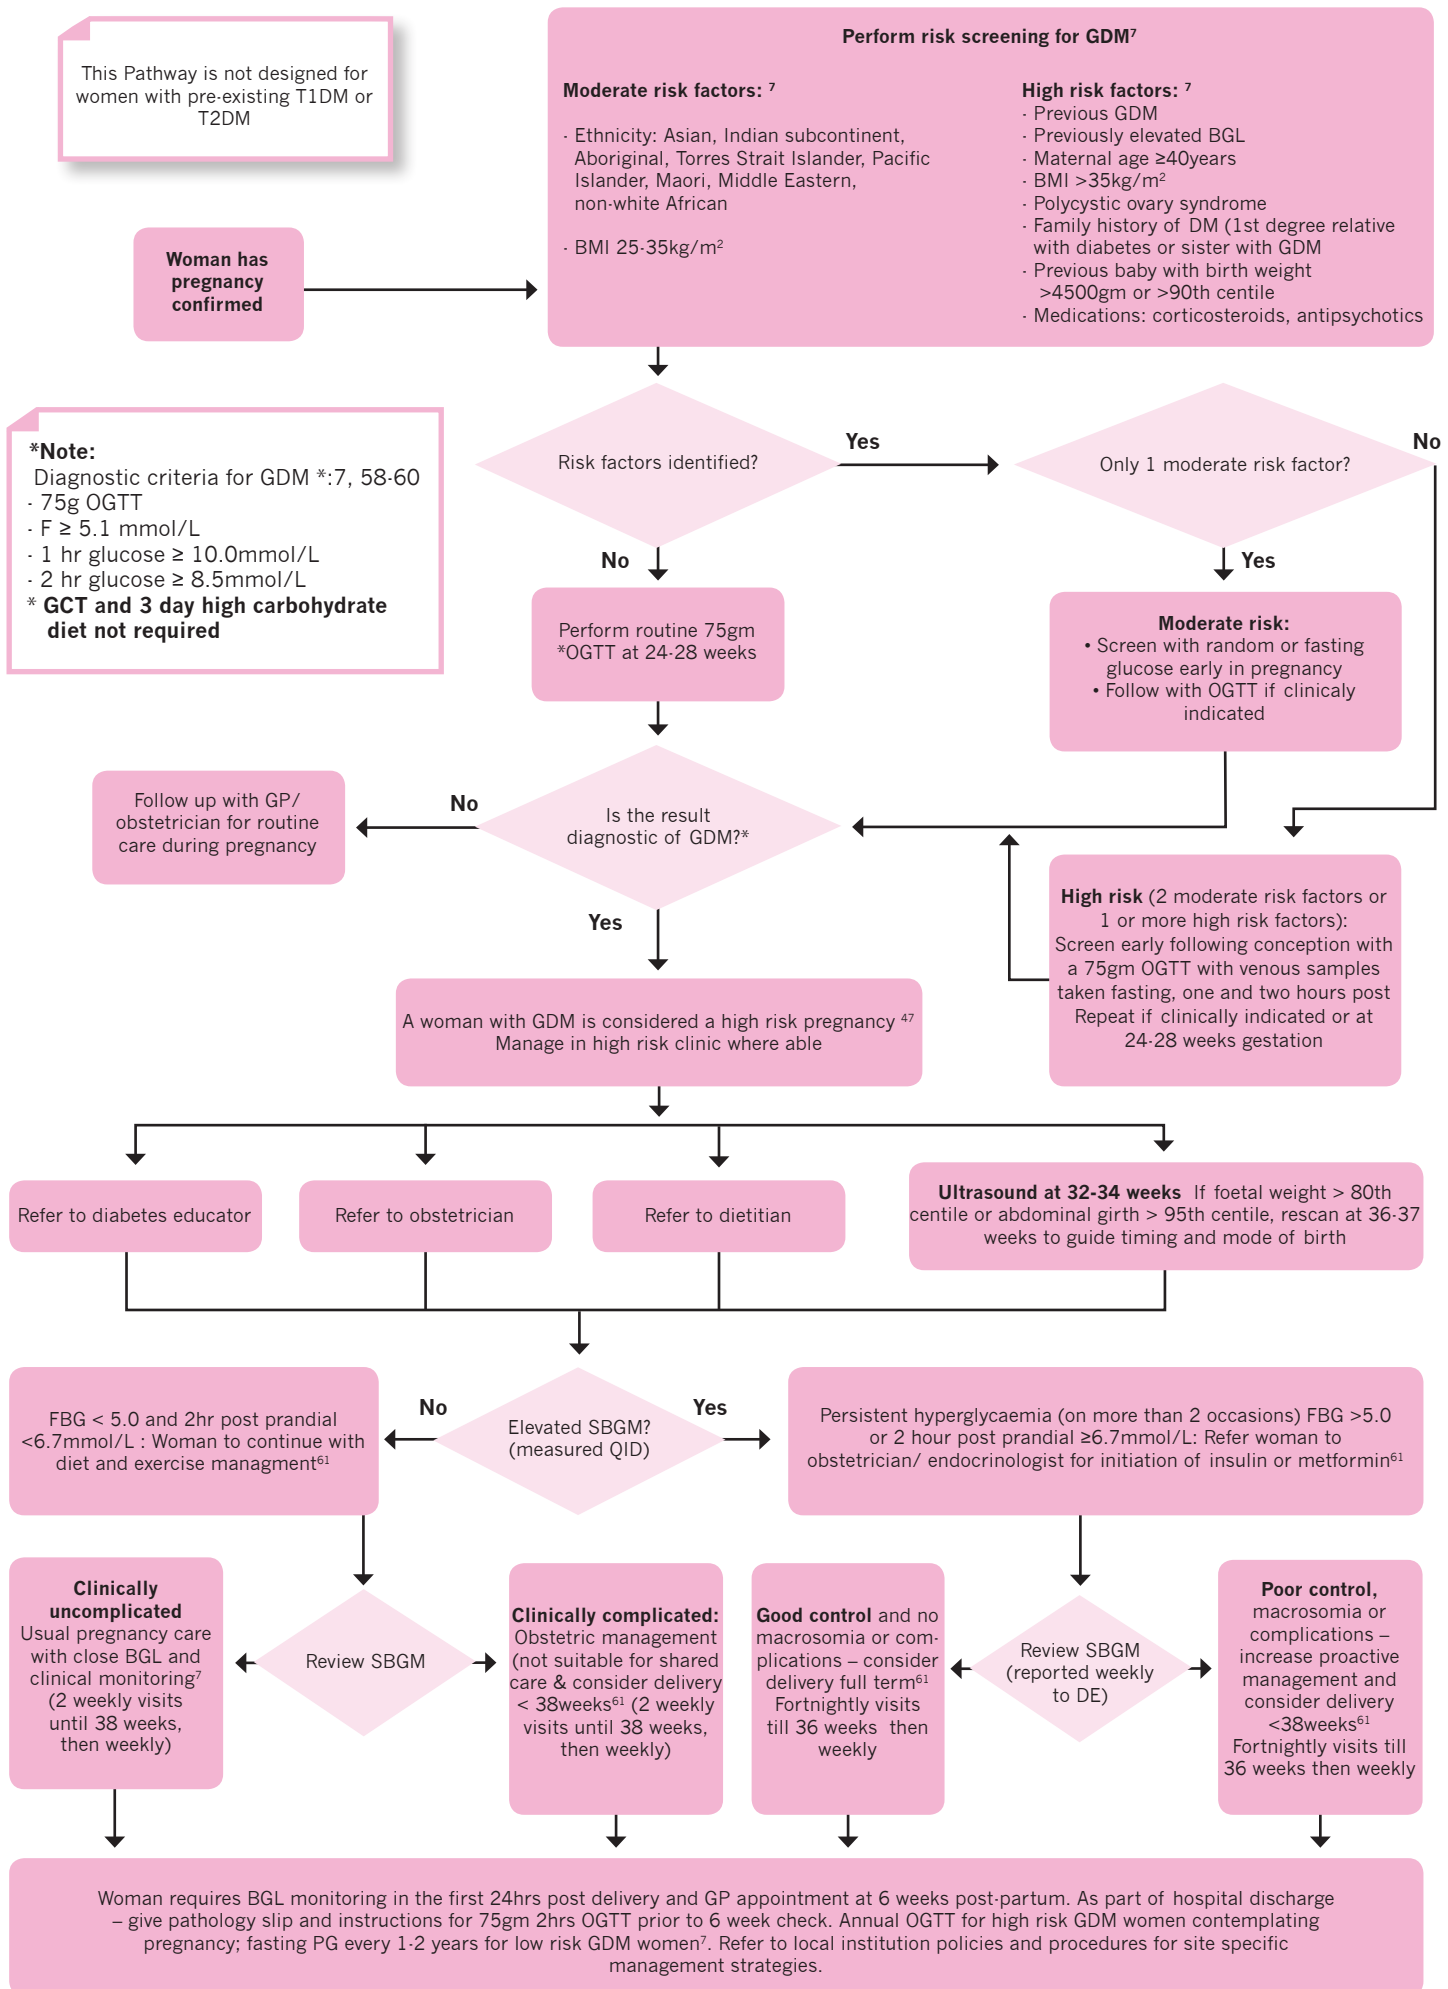 This Pathway is not designed for
women with pre-existing T1DM or
T2DM
Perform risk screening for GDM⁷
Moderate risk factors: ⁷
· Ethnicity: Asian, Indian subcontinent,
Aboriginal, Torres Strait Islander, Pacific
Islander, Maori, Middle Eastern,
non-white African
· BMI 25-35kg/m²
High risk factors: ⁷
· Previous GDM
· Previously elevated BGL
· Maternal age ≥40years
· BMI >35kg/m²
· Polycystic ovary syndrome
· Family history of DM (1st degree relative
with diabetes or sister with GDM
· Previous baby with birth weight
>4500gm or >90th centile
· Medications: corticosteroids, antipsychotics
Woman has
pregnancy
confirmed
*Note:
Diagnostic criteria for GDM *:7, 58-60
· 75g OGTT
· F ≥ 5.1 mmol/L
· 1 hr glucose ≥ 10.0mmol/L
· 2 hr glucose ≥ 8.5mmol/L
* GCT and 3 day high carbohydrate
diet not required
Risk factors identified?
Yes
Only 1 moderate risk factor?
No
No
Yes
Perform routine 75gm
*OGTT at 24-28 weeks
Moderate risk:
• Screen with random or fasting
glucose early in pregnancy
• Follow with OGTT if clinicaly
indicated
Follow up with GP/
obstetrician for routine
care during pregnancy
No
Is the result
diagnostic of GDM?*
Yes
High risk (2 moderate risk factors or
1 or more high risk factors):
Screen early following conception with
a 75gm OGTT with venous samples
taken fasting, one and two hours post
Repeat if clinically indicated or at
24-28 weeks gestation
A woman with GDM is considered a high risk pregnancy ⁴⁷
Manage in high risk clinic where able
Refer to diabetes educator
Refer to obstetrician
Refer to dietitian
Ultrasound at 32-34 weeks If foetal weight > 80th
centile or abdominal girth > 95th centile, rescan at 36-37
weeks to guide timing and mode of birth
FBG < 5.0 and 2hr post prandial
<6.7mmol/L : Woman to continue with
diet and exercise managment⁶¹
No
Elevated SBGM?
(measured QID)
Yes
Persistent hyperglycaemia (on more than 2 occasions) FBG >5.0
or 2 hour post prandial ≥6.7mmol/L: Refer woman to
obstetrician/ endocrinologist for initiation of insulin or metformin⁶¹
Clinically
uncomplicated
Usual pregnancy care
with close BGL and
clinical monitoring⁷
(2 weekly visits
until 38 weeks,
then weekly)
Review SBGM
Clinically complicated:
Obstetric management
(not suitable for shared
care & consider delivery
< 38weeks⁶¹ (2 weekly
visits until 38 weeks,
then weekly)
Good control and no
macrosomia or com-
plications – consider
delivery full term⁶¹
Fortnightly visits
till 36 weeks then
weekly
Review SBGM
(reported weekly
to DE)
Poor control,
macrosomia or
complications –
increase proactive
management and
consider delivery
<38weeks⁶¹
Fortnightly visits till
36 weeks then weekly
Woman requires BGL monitoring in the first 24hrs post delivery and GP appointment at 6 weeks post-partum. As part of hospital discharge
– give pathology slip and instructions for 75gm 2hrs OGTT prior to 6 week check. Annual OGTT for high risk GDM women contemplating
pregnancy; fasting PG every 1-2 years for low risk GDM women⁷. Refer to local institution policies and procedures for site specific
management strategies.